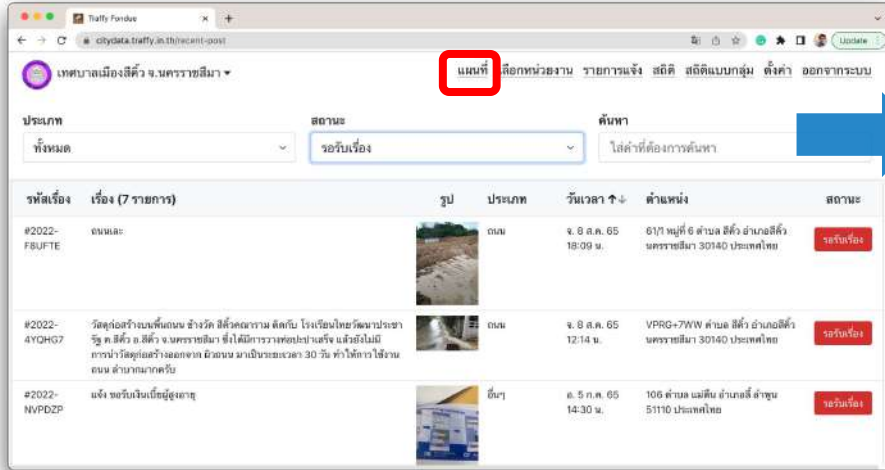 Traffy Fondue
citydata.traffy.in.th/recent-post
Update
เทศบาลเมืองสีคิ้ว จ.นครราชสีมา
แผนที่ เลือกหน่วยงาน รายการแจ้ง สถิติ สถิติแบบกลุ่ม ตั้งค่า ออกจากระบบ
ประเภท สถานะ ค้นหา
ทั้งหมด รอรับเรื่อง ใส่คำที่ต้องการค้นหา
รหัสเรื่อง เรื่อง (7 รายการ) รูป ประเภท วันเวลา ↑↓ ตำแหน่ง สถานะ
#2022- ถนนเละ ถนน จ. 8 ส.ค. 65 61/1 หมู่ที่ 6 ตำบล สีคิ้ว อำเภอสีคิ้ว รอรับเรื่อง
F8UFTE 18:09 น. นครราชสีมา 30140 ประเทศไทย
#2022- วัสดุก่อสร้างบนพื้นถนน ข้างวัด สีคิ้วคณาราม ติดกับ โรงเรียนไทยวัฒนาประชา ถนน จ. 8 ส.ค. 65 VPRG+7WW ตำบล สีคิ้ว อำเภอสีคิ้ว รอรับเรื่อง
4YQHG7 รัฐ ต.สีคิ้ว อ.สีคิ้ว จ.นครราชสีมา ซึ่งได้มีการวางท่อประปาเสร็จ แล้วยังไม่มี 12:14 น. นครราชสีมา 30140 ประเทศไทย
การนำวัสดุก่อสร้างออกจาก ผิวถนน มาเป็นระยะเวลา 30 วัน ทำให้การใช้งาน
ถนน ลำบากมากครับ
#2022- แจ้ง ขอรับเงินเบี้ยผู้สูงอายุ อื่นๆ อ. 5 ก.ค. 65 106 ตำบล แม่ตืน อำเภอลี้ ลำพูน รอรับเรื่อง
NVPDZP 14:30 น. 51110 ประเทศไทย